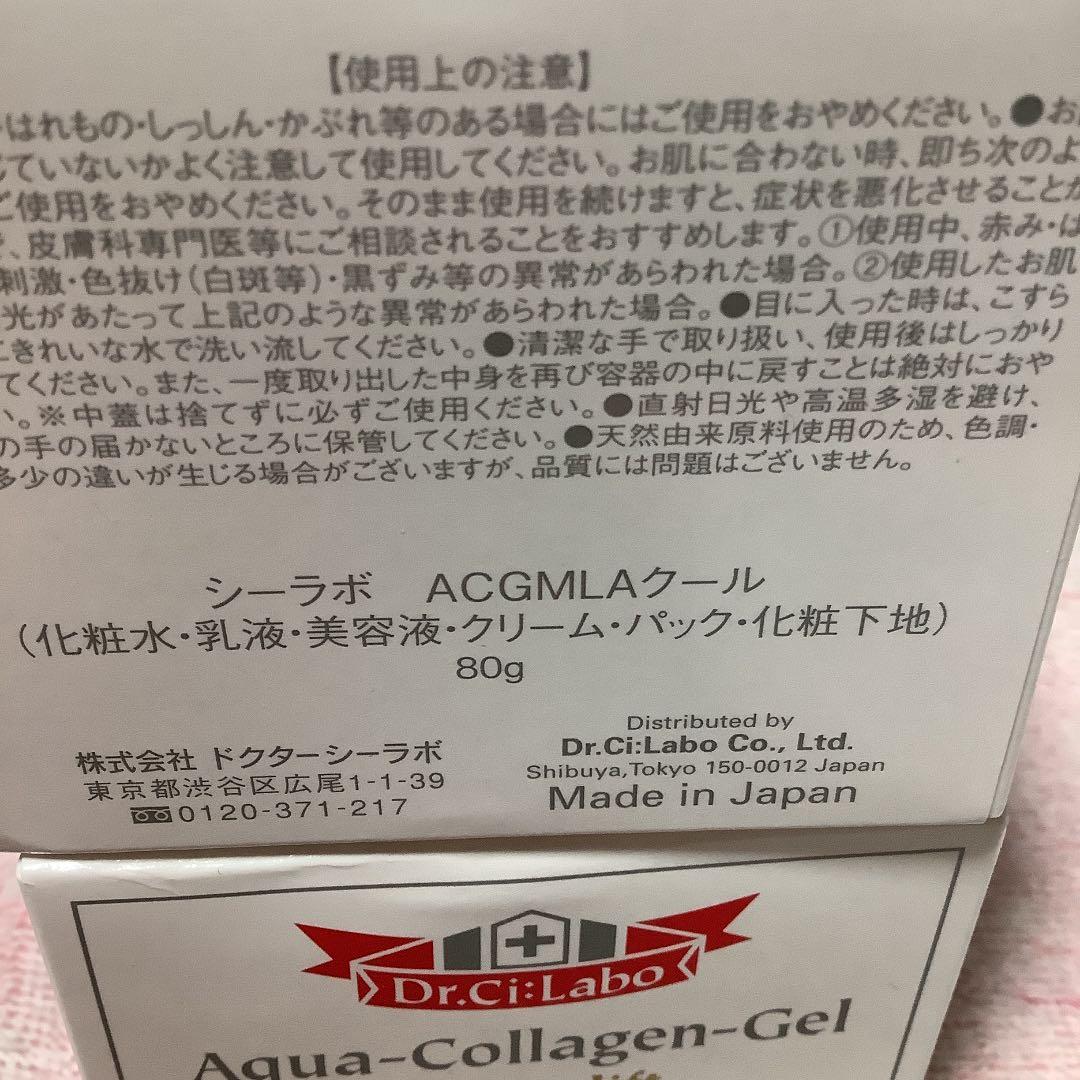 【使用上の注意】
はれもの・しっしん・かぶれ等のある場合にはご使用をおやめください。●お
ていないかよく注意して使用してください。お肌に合わない時、即ち次のよ
ご使用をおやめください。そのまま使用を続けますと、症状を悪化させることが
、皮膚科専門医等にご相談されることをおすすめします。①使用中、赤み・は
刺激・色抜け(白斑等)・黒ずみ等の異常があらわれた場合。②使用したお肌
光があたって上記のような異常があらわれた場合。●目に入った時は、こすら
きれいな水で洗い流してください。●清潔な手で取り扱い、使用後はしっかり
てください。また、一度取り出した中身を再び容器の中に戻すことは絶対におや
い。※中蓋は捨てずに必ずご使用ください。●直射日光や高温多湿を避け、
の手の届かないところに保管してください。●天然由来原料使用のため、色調・
多少の違いが生じる場合がございますが、品質には問題はございません。
シーラボ ACGMLAクール
(化粧水・乳液・美容液・クリーム・パック・化粧下地)
80g
株式会社 ドクターシーラボ
東京都渋谷区広尾1-1-39
0120-371-217
Distributed by
Dr.Ci:Labo Co., Ltd.
Shibuya,Tokyo 150-0012 Japan
Made in Japan
Dr.Ci:Labo
Aqua-Collagen-Gel